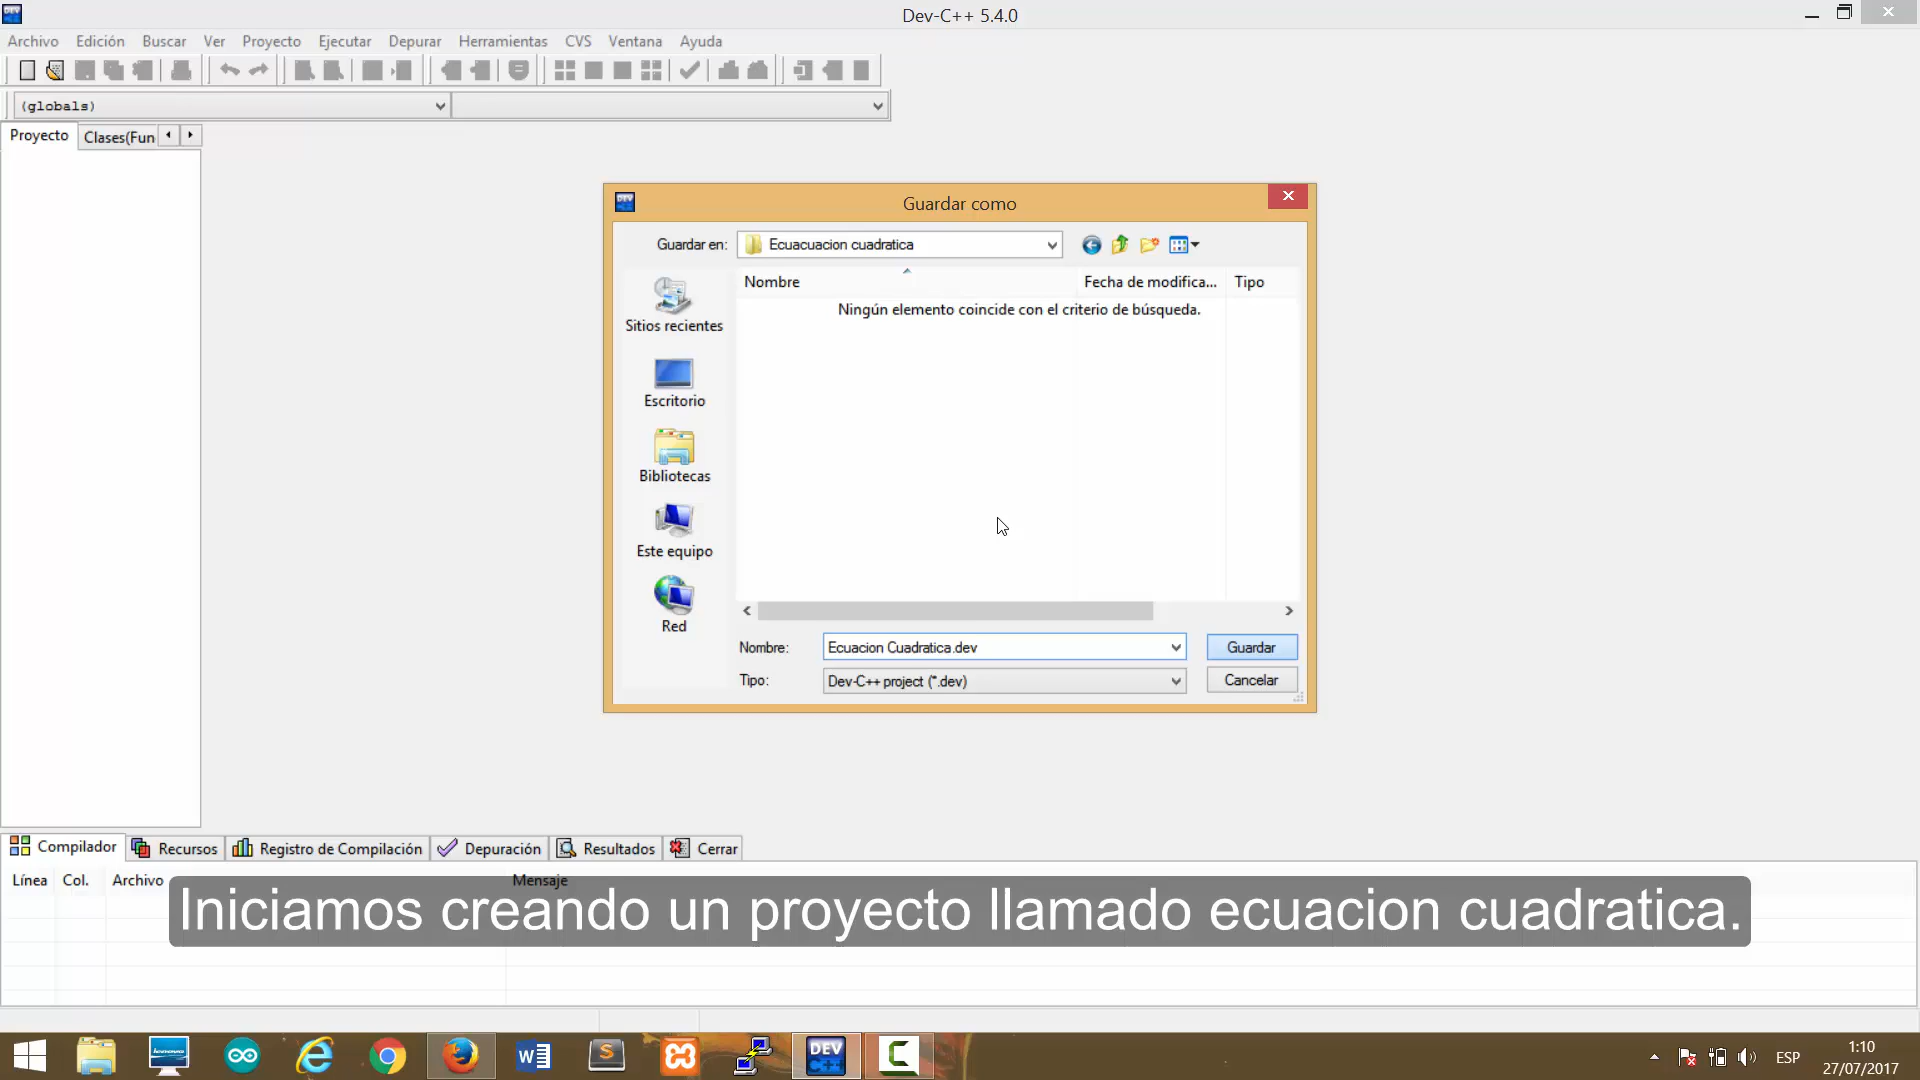 Dev-C++ 5.4.0
Archivo Edición Buscar Ver Proyecto Ejecutar Depurar Herramientas CVS Ventana Ayuda
(globals)
Proyecto Clases(Fun
Guardar como
Guardar en: Ecuacuacion cuadratica
Nombre Fecha de modifica... Tipo
Ningún elemento coincide con el criterio de búsqueda.
Sitios recientes
Escritorio
Bibliotecas
Este equipo
Red
Nombre: Ecuacion Cuadratica.dev Guardar
Tipo: Dev-C++ project (*.dev) Cancelar
Compilador Recursos Registro de Compilación Depuración Resultados Cerrar
Línea Col. Archivo Mensaje
Iniciamos creando un proyecto llamado ecuacion cuadratica.
ESP
1:10
27/07/2017